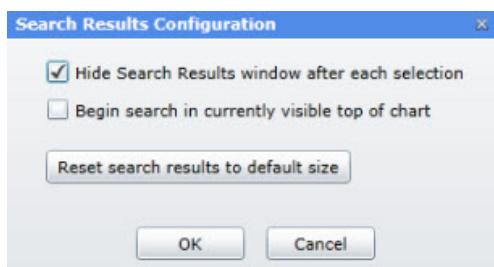 Search Results Configuration
Hide Search Results window after each selection
Begin search in currently visible top of chart
Reset search results to default size
OK Cancel